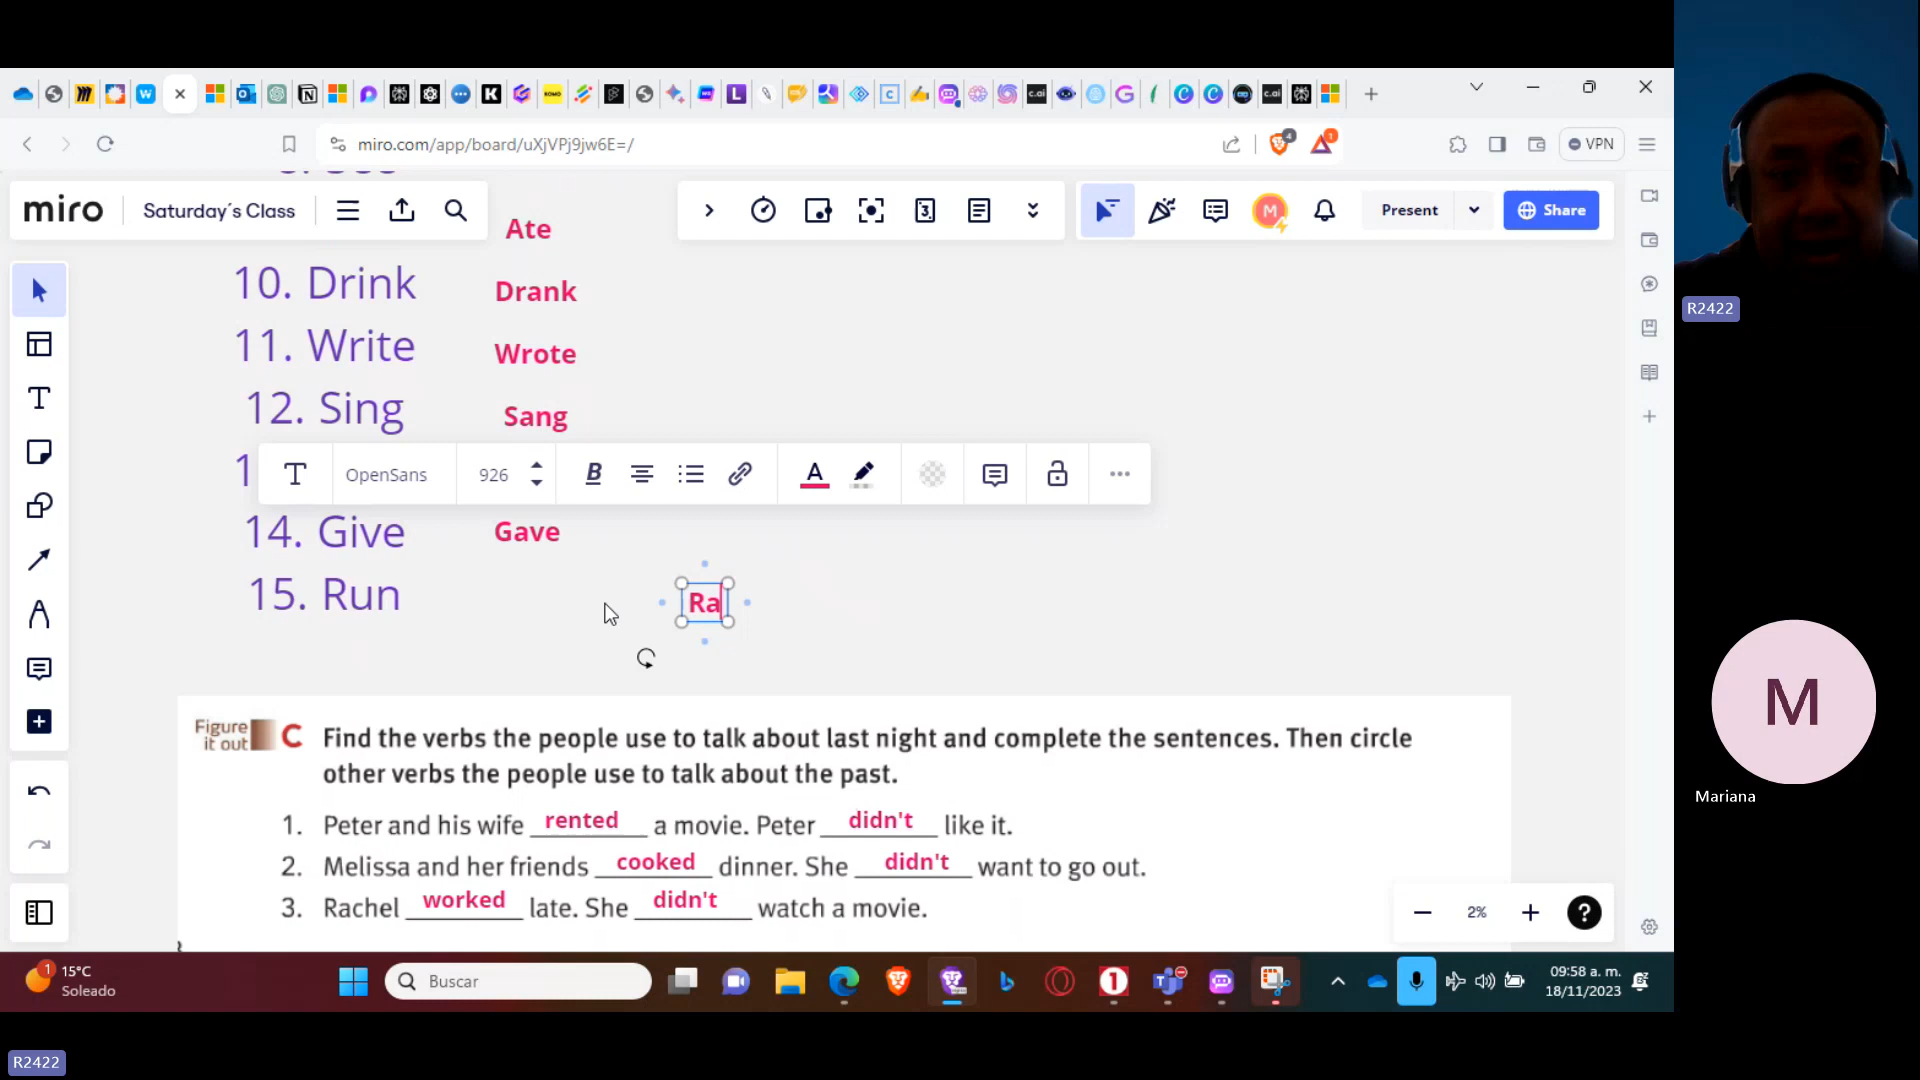 miro.com/app/board/uXjVPj9jw6E=/
4
1
VPN
miro
Saturday´s Class
3
M
Present
Share
R2422
Ate
10. Drink
Drank
11. Write
Wrote
12. Sing
Sang
1
OpenSans
926
B
A
14. Give
Gave
15. Run
Ra
Figure it out C
Find the verbs the people use to talk about last night and complete the sentences. Then circle
other verbs the people use to talk about the past.
1. Peter and his wife rented a movie. Peter didn't like it.
2. Melissa and her friends cooked dinner. She didn't want to go out.
3. Rachel worked late. She didn't watch a movie.
2%
M
Mariana
1
15°C
Soleado
Buscar
09:58 a. m.
18/11/2023
R2422